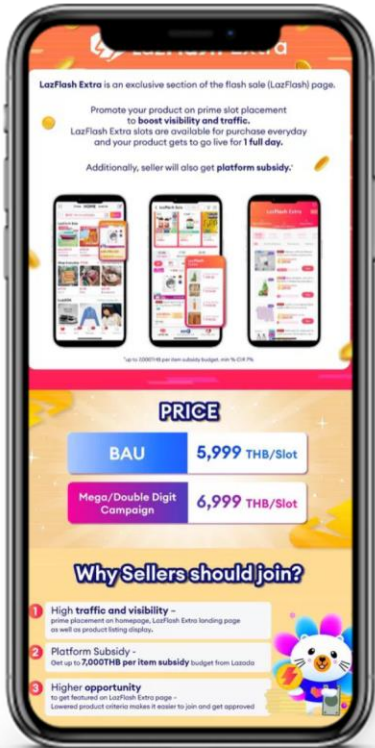 LazFlash Extra
LazFlash Extra is an exclusive section of the flash sale (LazFlash) page.
Promote your product on prime slot placement
to boost visibility and traffic.
LazFlash Extra slots are available for purchase everyday
and your product gets to go live for 1 full day.
Additionally, seller will also get platform subsidy.*
LazFlash Extra
PRICE
BAU
5,999 THB/Slot
Mega/Double Digit
Campaign
6,999 THB/Slot
Why Sellers should join?
1 High traffic and visibility –
prime placement on homepage, LazFlash Extra landing page
as well as product listing display.
2 Platform Subsidy -
Get up to 7,000THB per item subsidy budget from Lazada
3 Higher opportunity
to get featured on LazFlash Extra page –
Lowered product criteria makes it easier to join and get approved